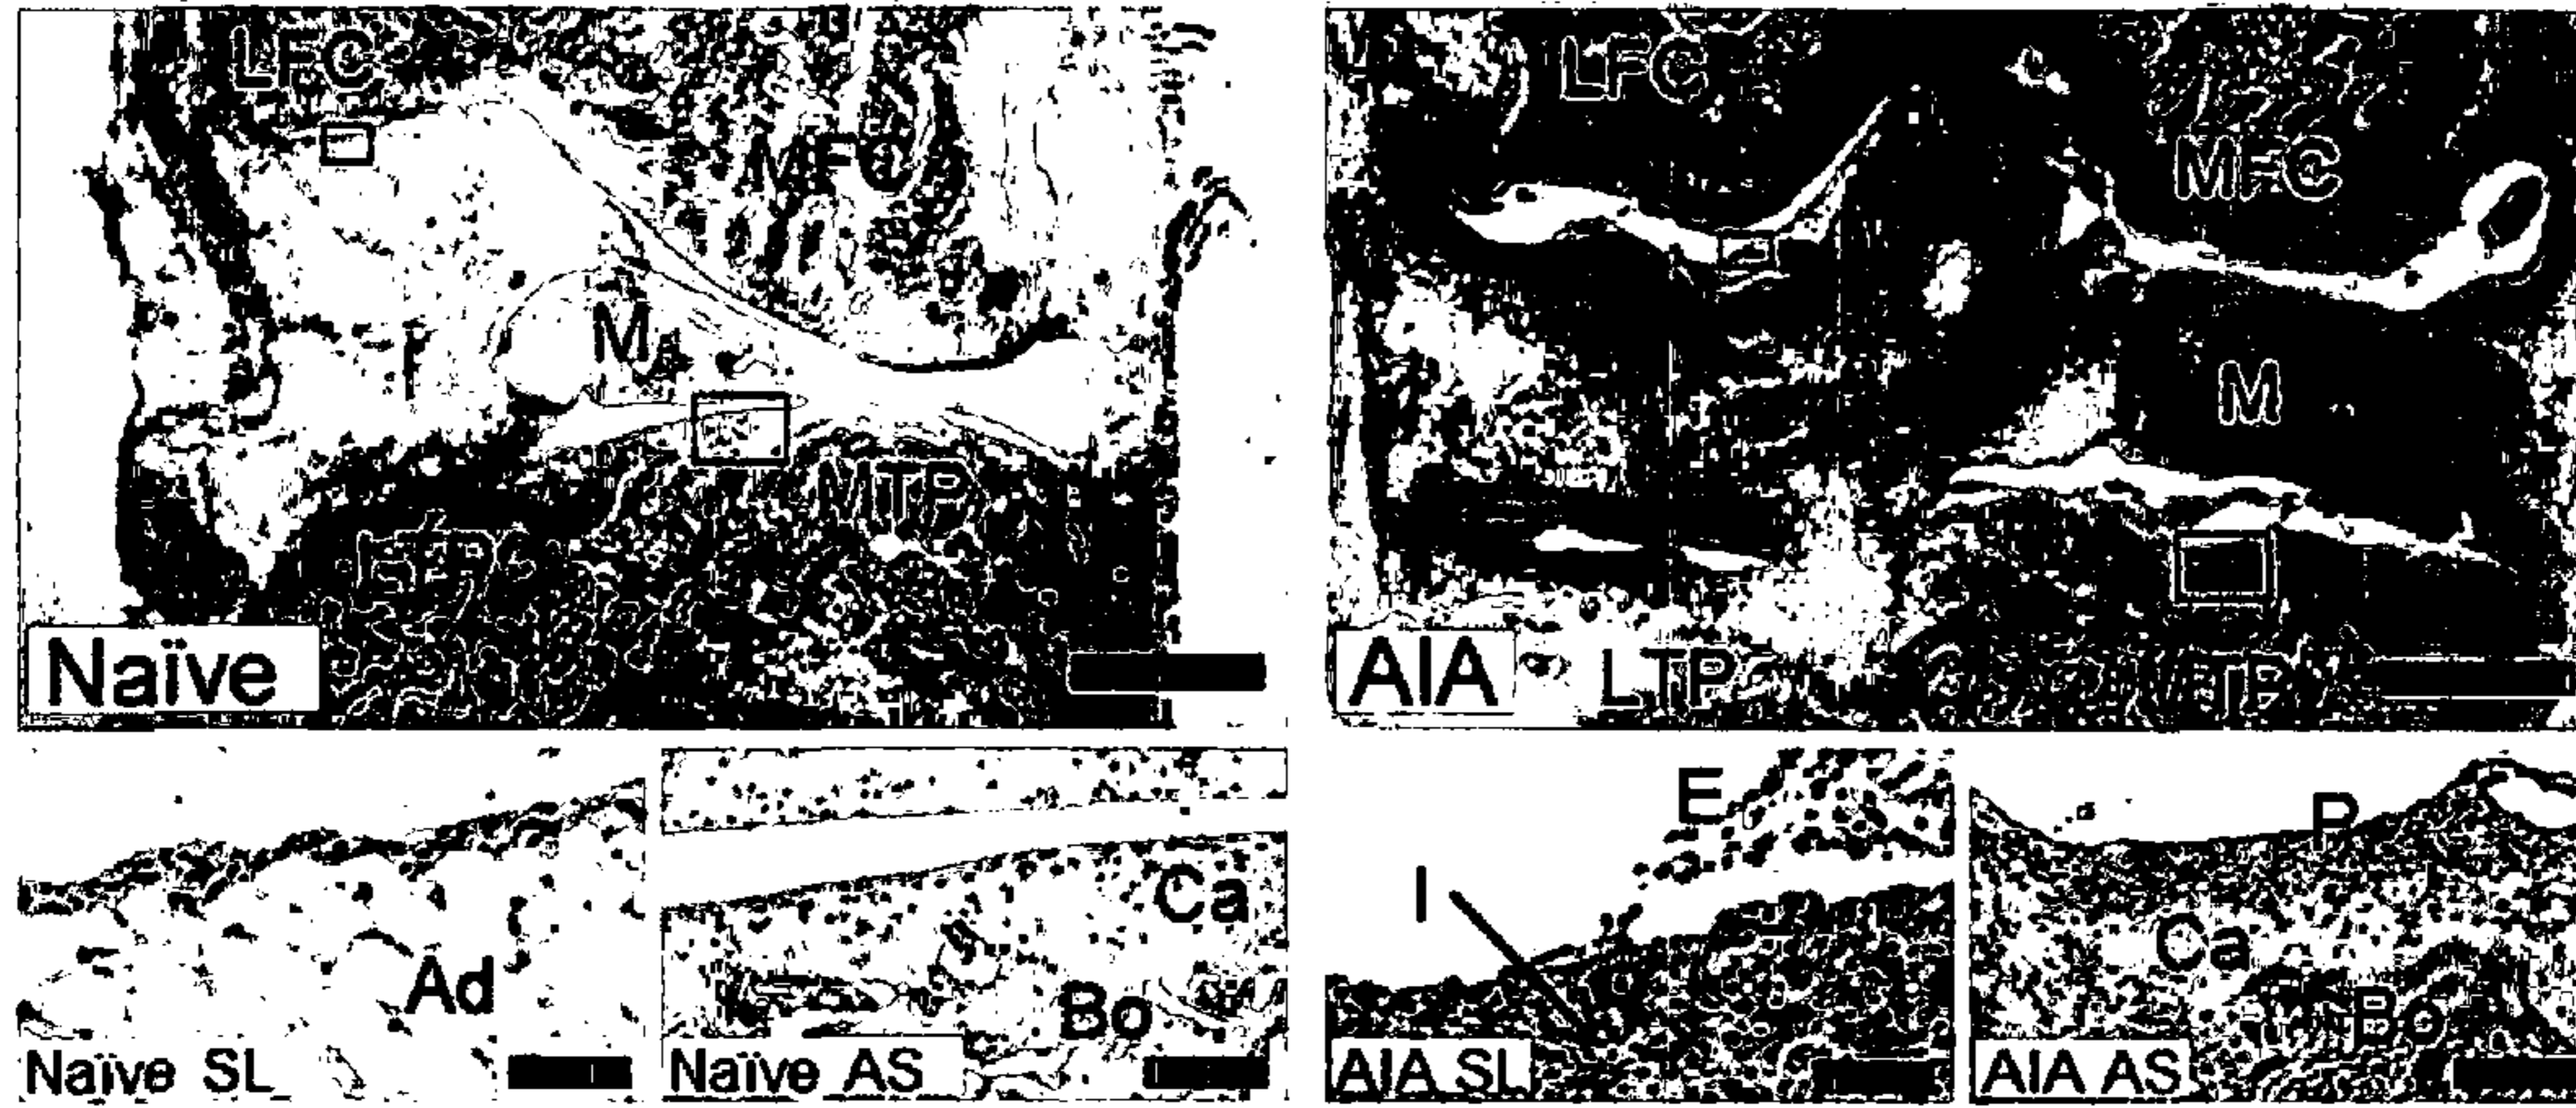 LFC
MFC
M
LTP
MTP
Naïve
LFC
MFC
M
LTP
MTP
AIA
Ad
Naïve SL
Ca
Bo
Naïve AS
E
I
AIA SL
P
Ca
Bo
AIA AS